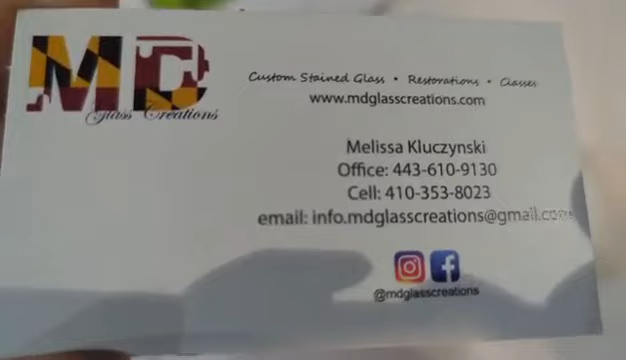 MD
Glass Creations
Custom Stained Glass • Restorations • Classes
www.mdglasscreations.com
Melissa Kluczynski
Office: 443-610-9130
Cell: 410-353-8023
email: info.mdglasscreations@gmail.com
@mdglasscreations